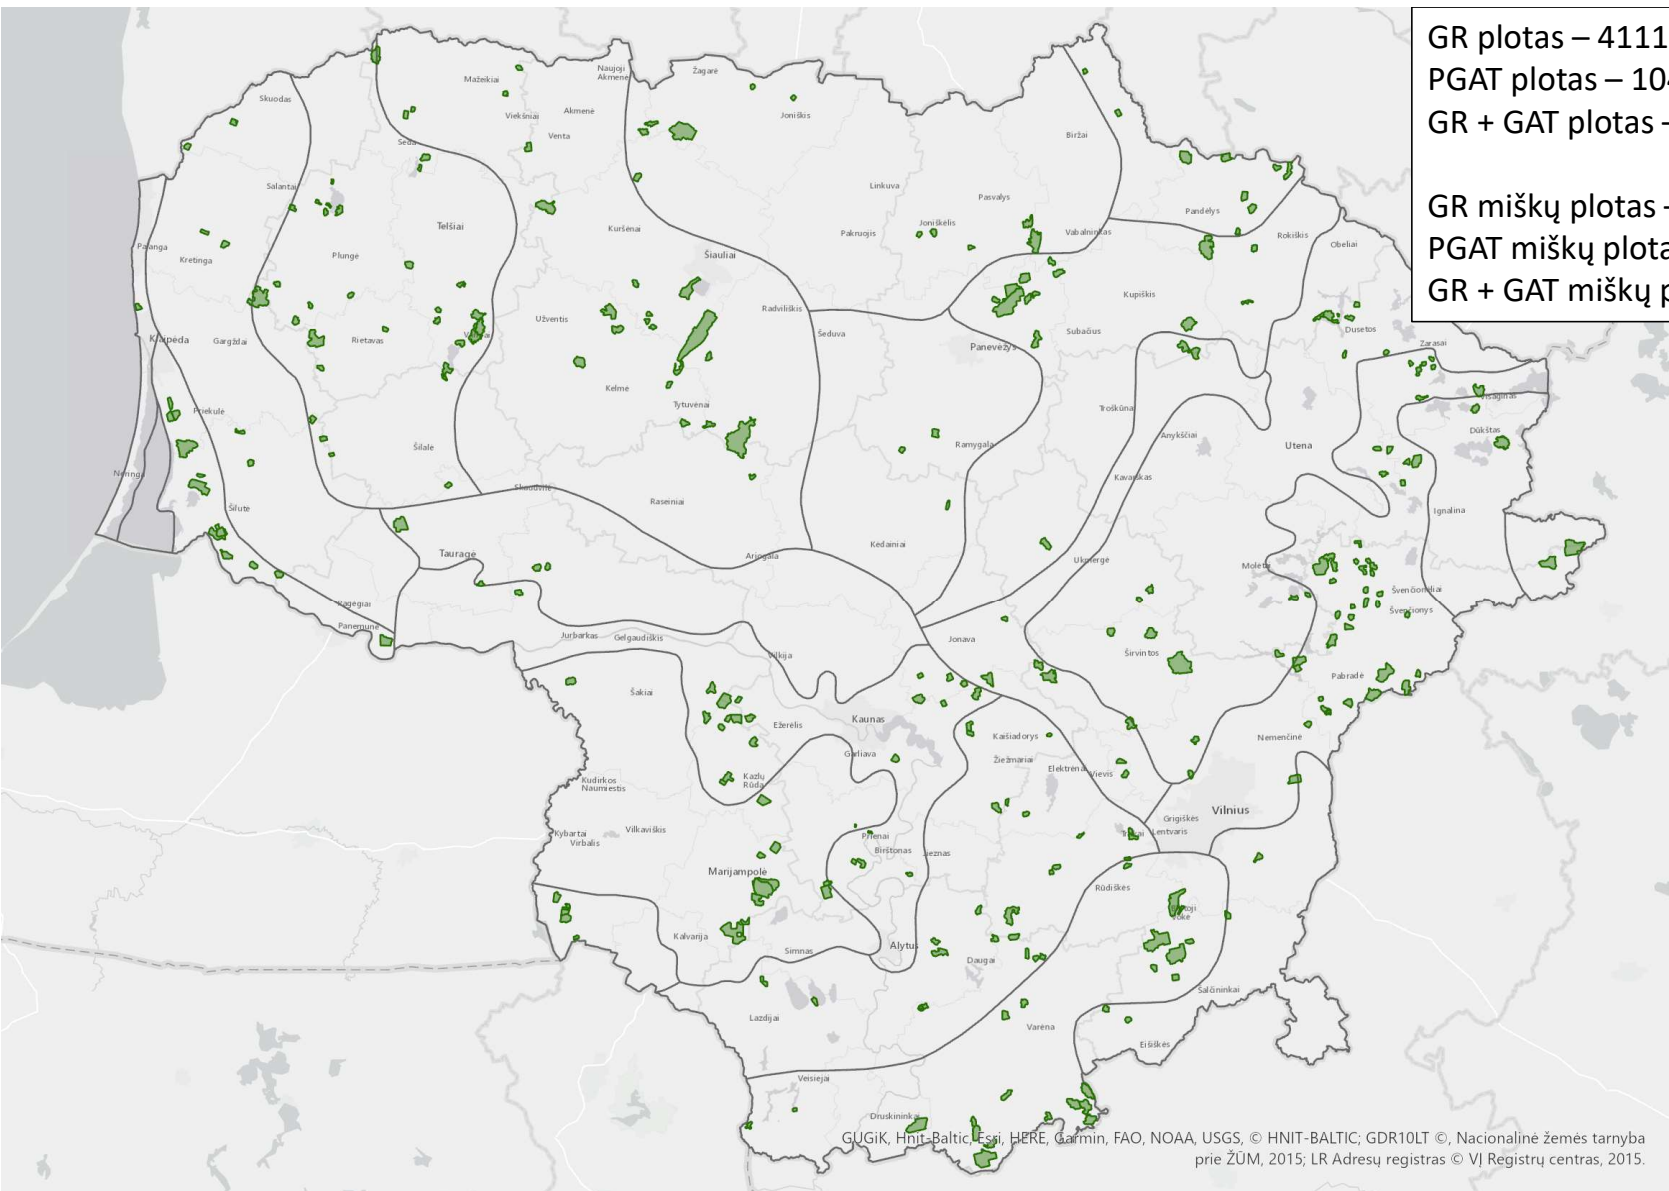 GR plotas – 4111
PGAT plotas – 104
GR + GAT plotas –
GR miškų plotas –
PGAT miškų plota
GR + GAT miškų p
Skuodas
Mažeikiai
Naujoji
Akmenė
Žagarė
Viekšniai
Akmenė
Venta
Joniškis
Biržai
Seda
Salantai
Telšiai
Linkuva
Pasvalys
Pandėlys
Palanga
Kretinga
Plungė
Kuršėnai
Šiauliai
Pakruojis
Joniškėlis
Vabalninkas
Rokiškis
Obeliai
Klaipėda
Gargždai
Rietavas
Varniai
Užventis
Radviliškis
Šeduva
Panevėžys
Subačius
Kupiškis
Dusetos
Zarasai
Priekulė
Kelmė
Tytuvėnai
Troškūnai
Visaginas
Šilalė
Ramygala
Anykščiai
Utena
Dūkštas
Neringa
Šilutė
Skaudvilė
Raseiniai
Kavarskas
Ignalina
Tauragė
Ariogala
Kėdainiai
Ukmergė
Molėtai
Švenčionėliai
Švenčionys
Pagėgiai
Panemunė
Jurbarkas
Gelgaudiškis
Vilkija
Jonava
Širvintos
Pabradė
Šakiai
Ežerėlis
Kaunas
Kaišiadorys
Nemenčinė
Garliava
Žiežmariai
Elektrėnai
Vievis
Kudirkos
Naumiestis
Kazlų
Rūda
Vilnius
Kybartai
Virbalis
Vilkaviškis
Prienai
Birštonas
Jieznas
Grigiškės
Trakai
Lentvaris
Marijampolė
Rūdiškės
Baltoji
Vokė
Kalvarija
Simnas
Alytus
Daugai
Šalčininkai
Lazdijai
Varėna
Eišiškės
Veisiejai
Druskininkai
GUGiK, Hnit-Baltic, Esri, HERE, Garmin, FAO, NOAA, USGS, © HNIT-BALTIC; GDR10LT ©, Nacionalinė žemės tarnyba
prie ŽŪM, 2015; LR Adresų registras © VĮ Registrų centras, 2015.